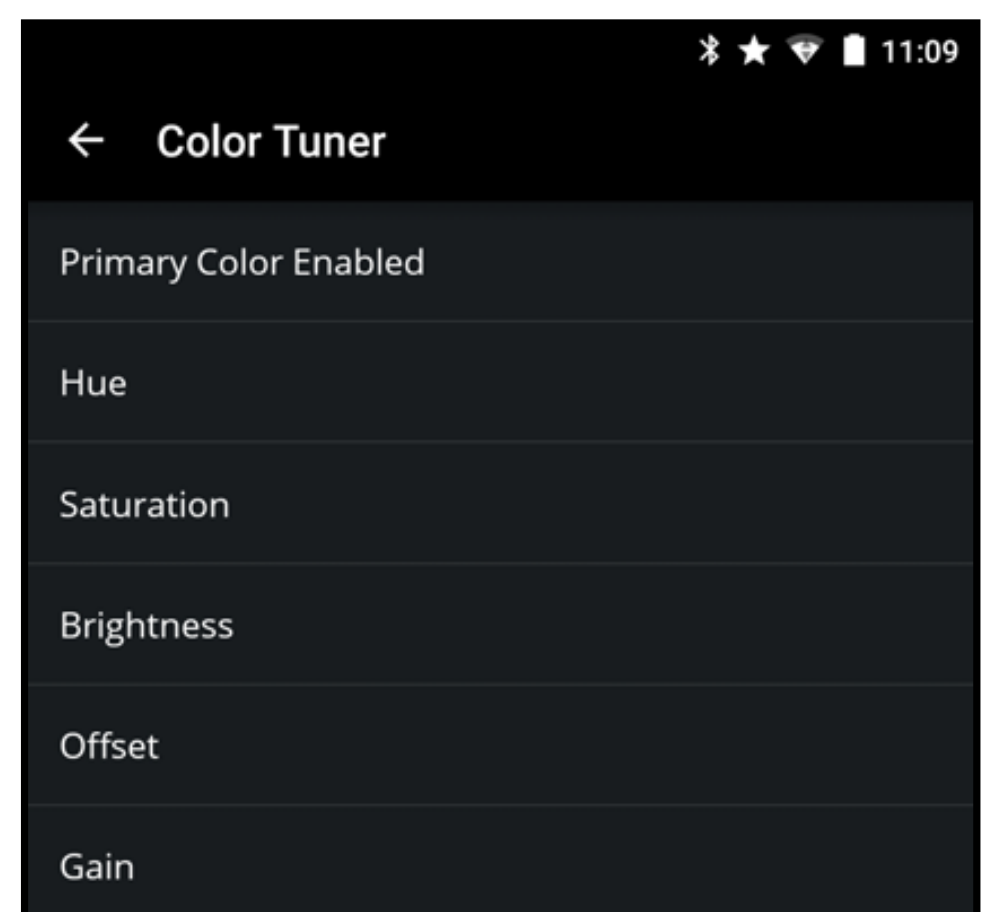 11:09
Color Tuner
Primary Color Enabled
Hue
Saturation
Brightness
Offset
Gain